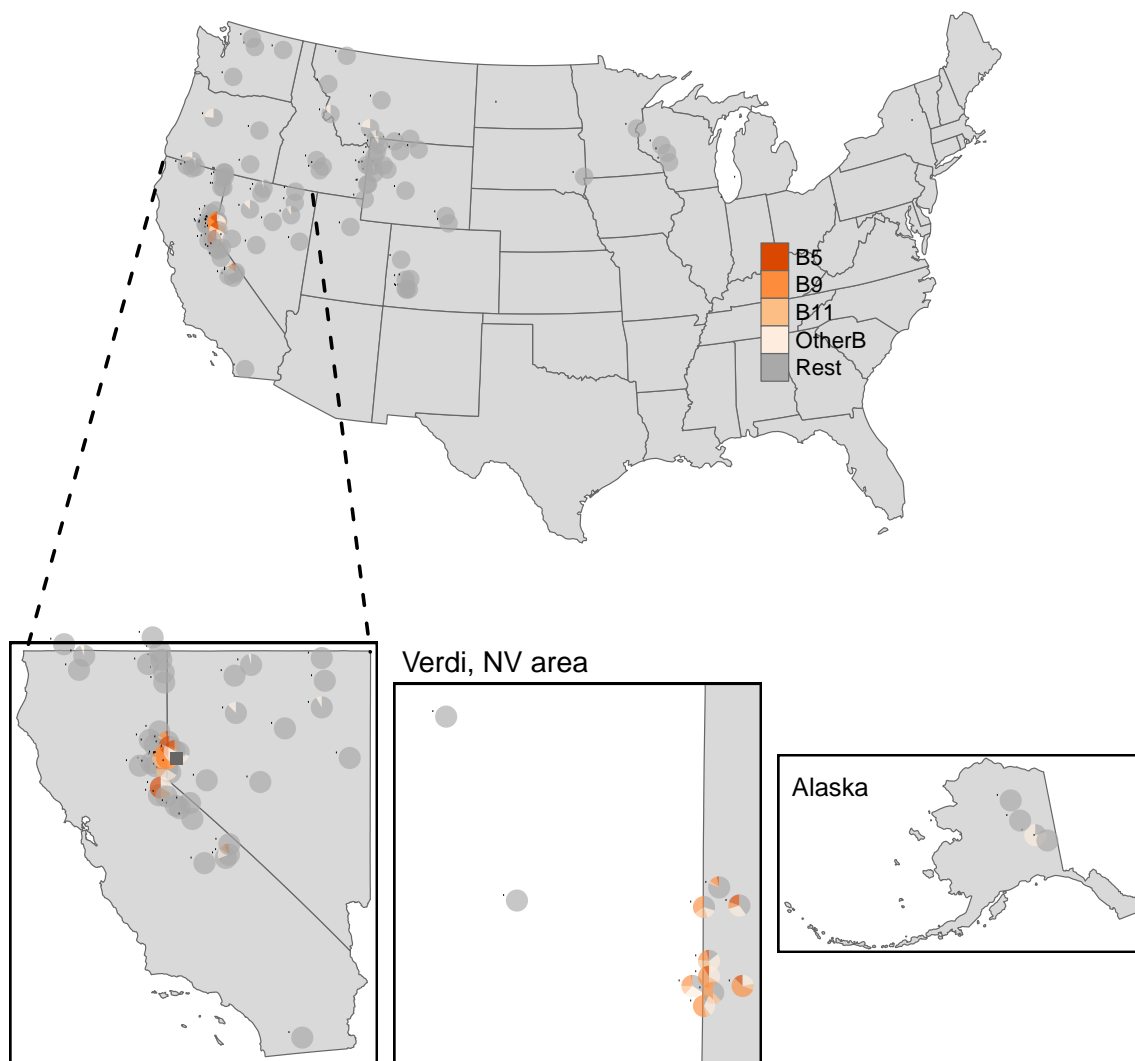 B5
B9
B11
OtherB
Rest
Verdi, NV area
Alaska